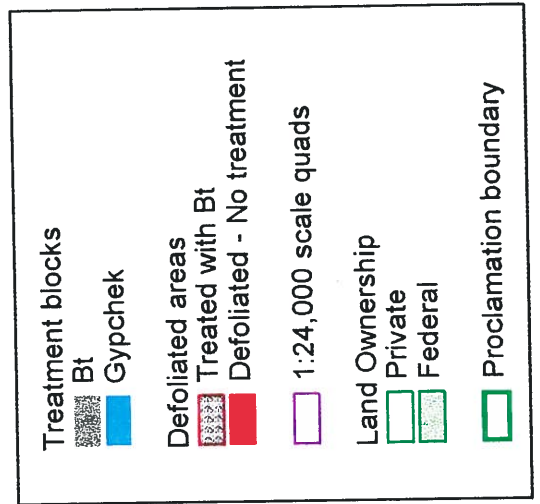 Treatment blocks
Bt
Gypchek
Defoliated areas
Treated with Bt
Defoliated - No treatment
1:24,000 scale quads
Land Ownership
Private
Federal
Proclamation boundary